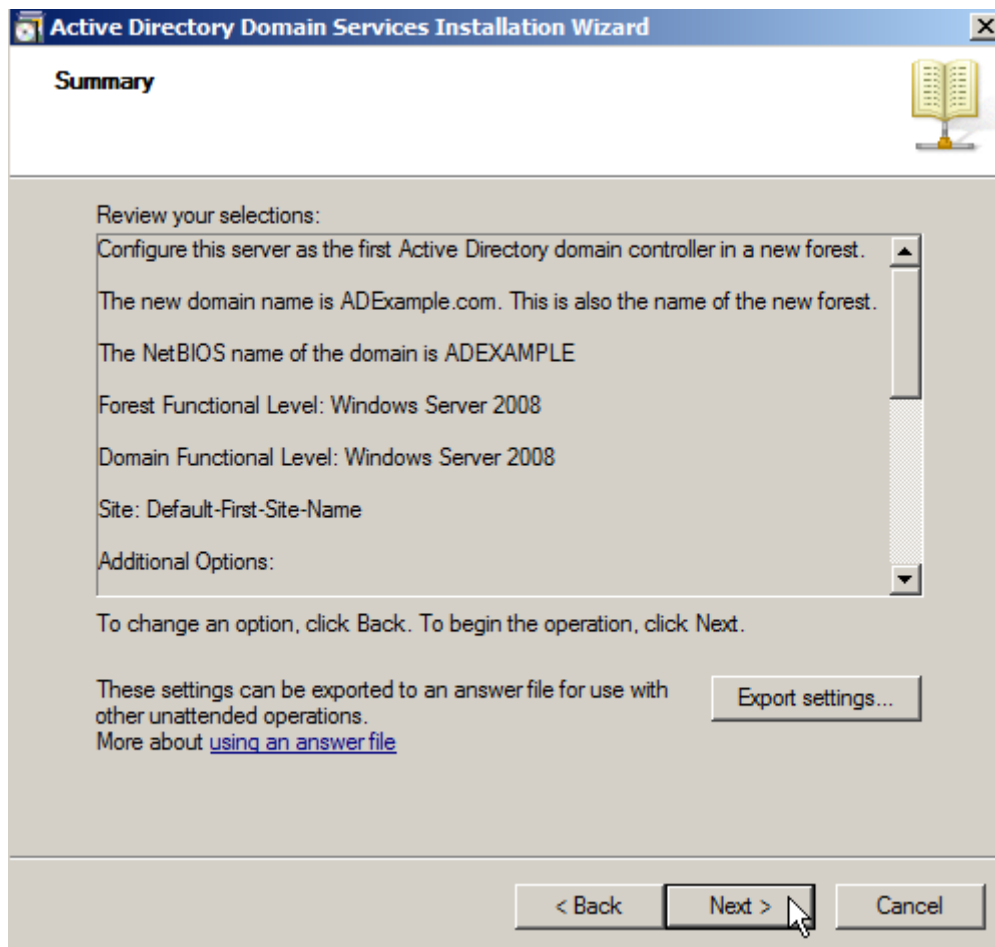 Active Directory Domain Services Installation Wizard
Summary
Review your selections:
Configure this server as the first Active Directory domain controller in a new forest.
The new domain name is ADExample.com. This is also the name of the new forest.
The NetBIOS name of the domain is ADEXAMPLE
Forest Functional Level: Windows Server 2008
Domain Functional Level: Windows Server 2008
Site: Default-First-Site-Name
Additional Options:
To change an option, click Back. To begin the operation, click Next.
These settings can be exported to an answer file for use with
other unattended operations.
Export settings...
More about using an answer file
< Back Next > Cancel